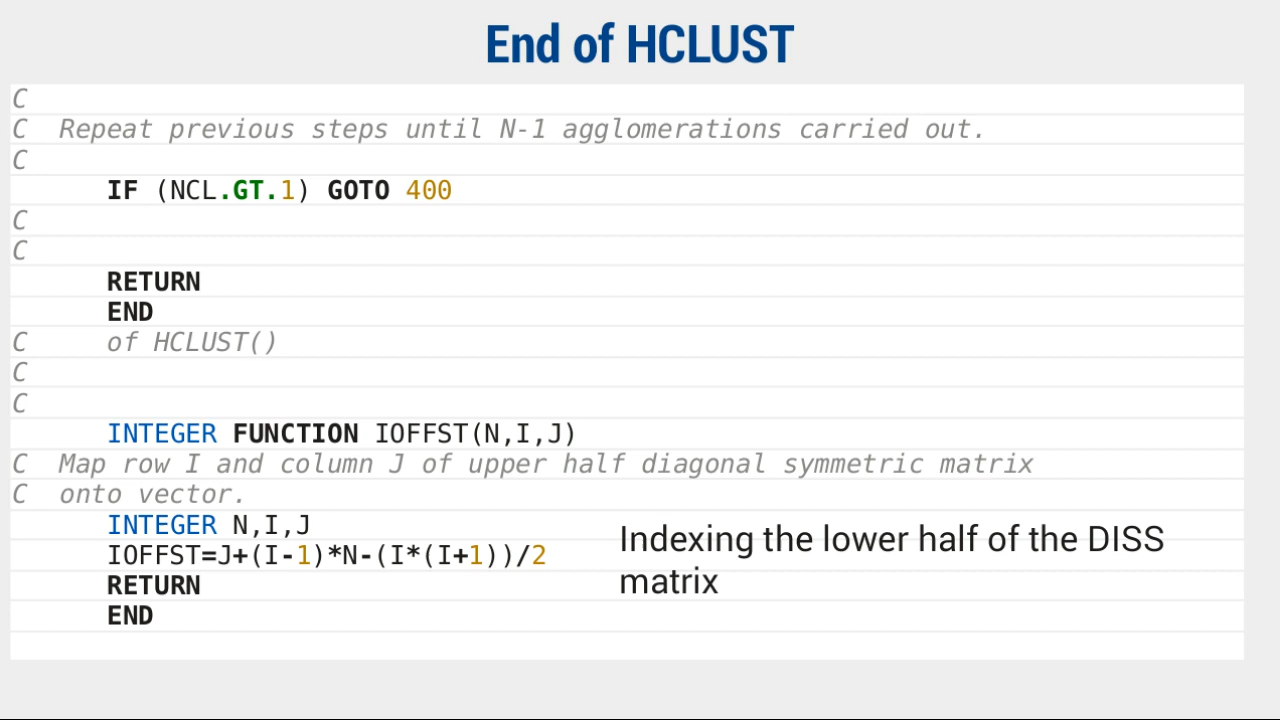 End of HCLUST
C
C  Repeat previous steps until N-1 agglomerations carried out.
C
      IF (NCL.GT.1) GOTO 400
C
C
      RETURN
      END
C     of HCLUST()
C
C
      INTEGER FUNCTION IOFFST(N,I,J)
C  Map row I and column J of upper half diagonal symmetric matrix
C  onto vector.
      INTEGER N,I,J
      IOFFST=J+(I-1)*N-(I*(I+1))/2
      RETURN
      END
Indexing the lower half of the DISS
matrix